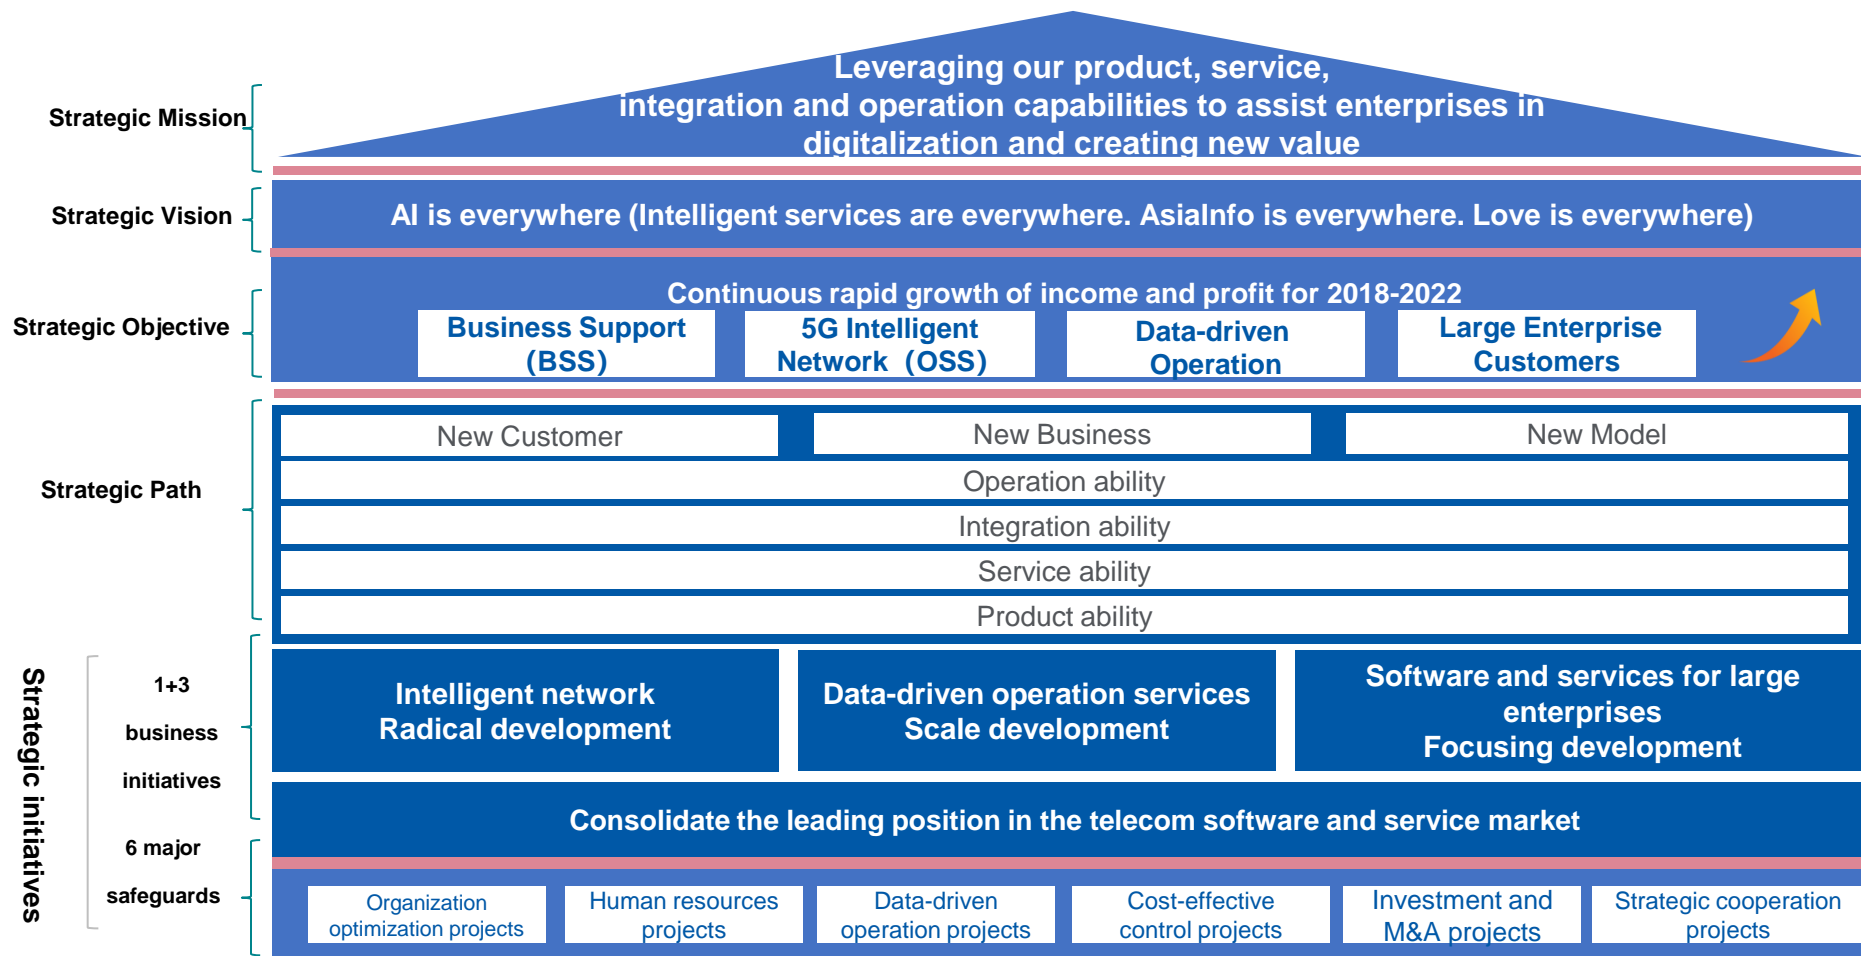 Leveraging our product, service,
integration and operation capabilities to assist enterprises in
digitalization and creating new value
Strategic Mission
Strategic Vision
AI is everywhere (Intelligent services are everywhere. AsiaInfo is everywhere. Love is everywhere)
Strategic Objective
Continuous rapid growth of income and profit for 2018-2022
Business Support
(BSS)
5G Intelligent
Network (OSS)
Data-driven
Operation
Large Enterprise
Customers
Strategic Path
New Customer
New Business
New Model
Operation ability
Integration ability
Service ability
Product ability
Strategic initiatives
1+3
business
initiatives
Intelligent network
Radical development
Data-driven operation services
Scale development
Software and services for large
enterprises
Focusing development
Consolidate the leading position in the telecom software and service market
6 major
safeguards
Organization
optimization projects
Human resources
projects
Data-driven
operation projects
Cost-effective
control projects
Investment and
M&A projects
Strategic cooperation
projects